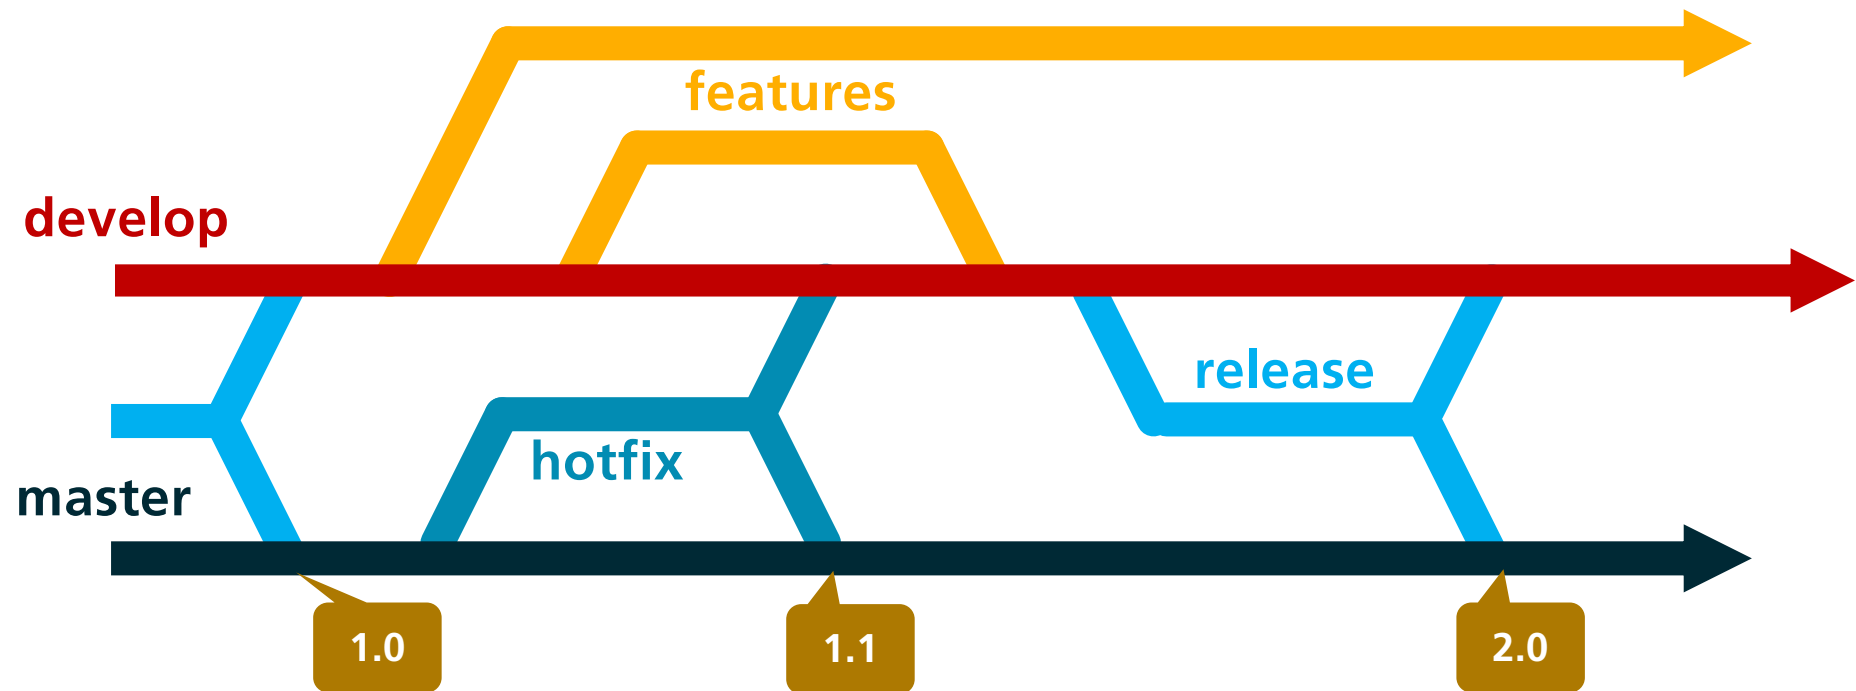 features
develop
release
hotfix
master
1.0
1.1
2.0